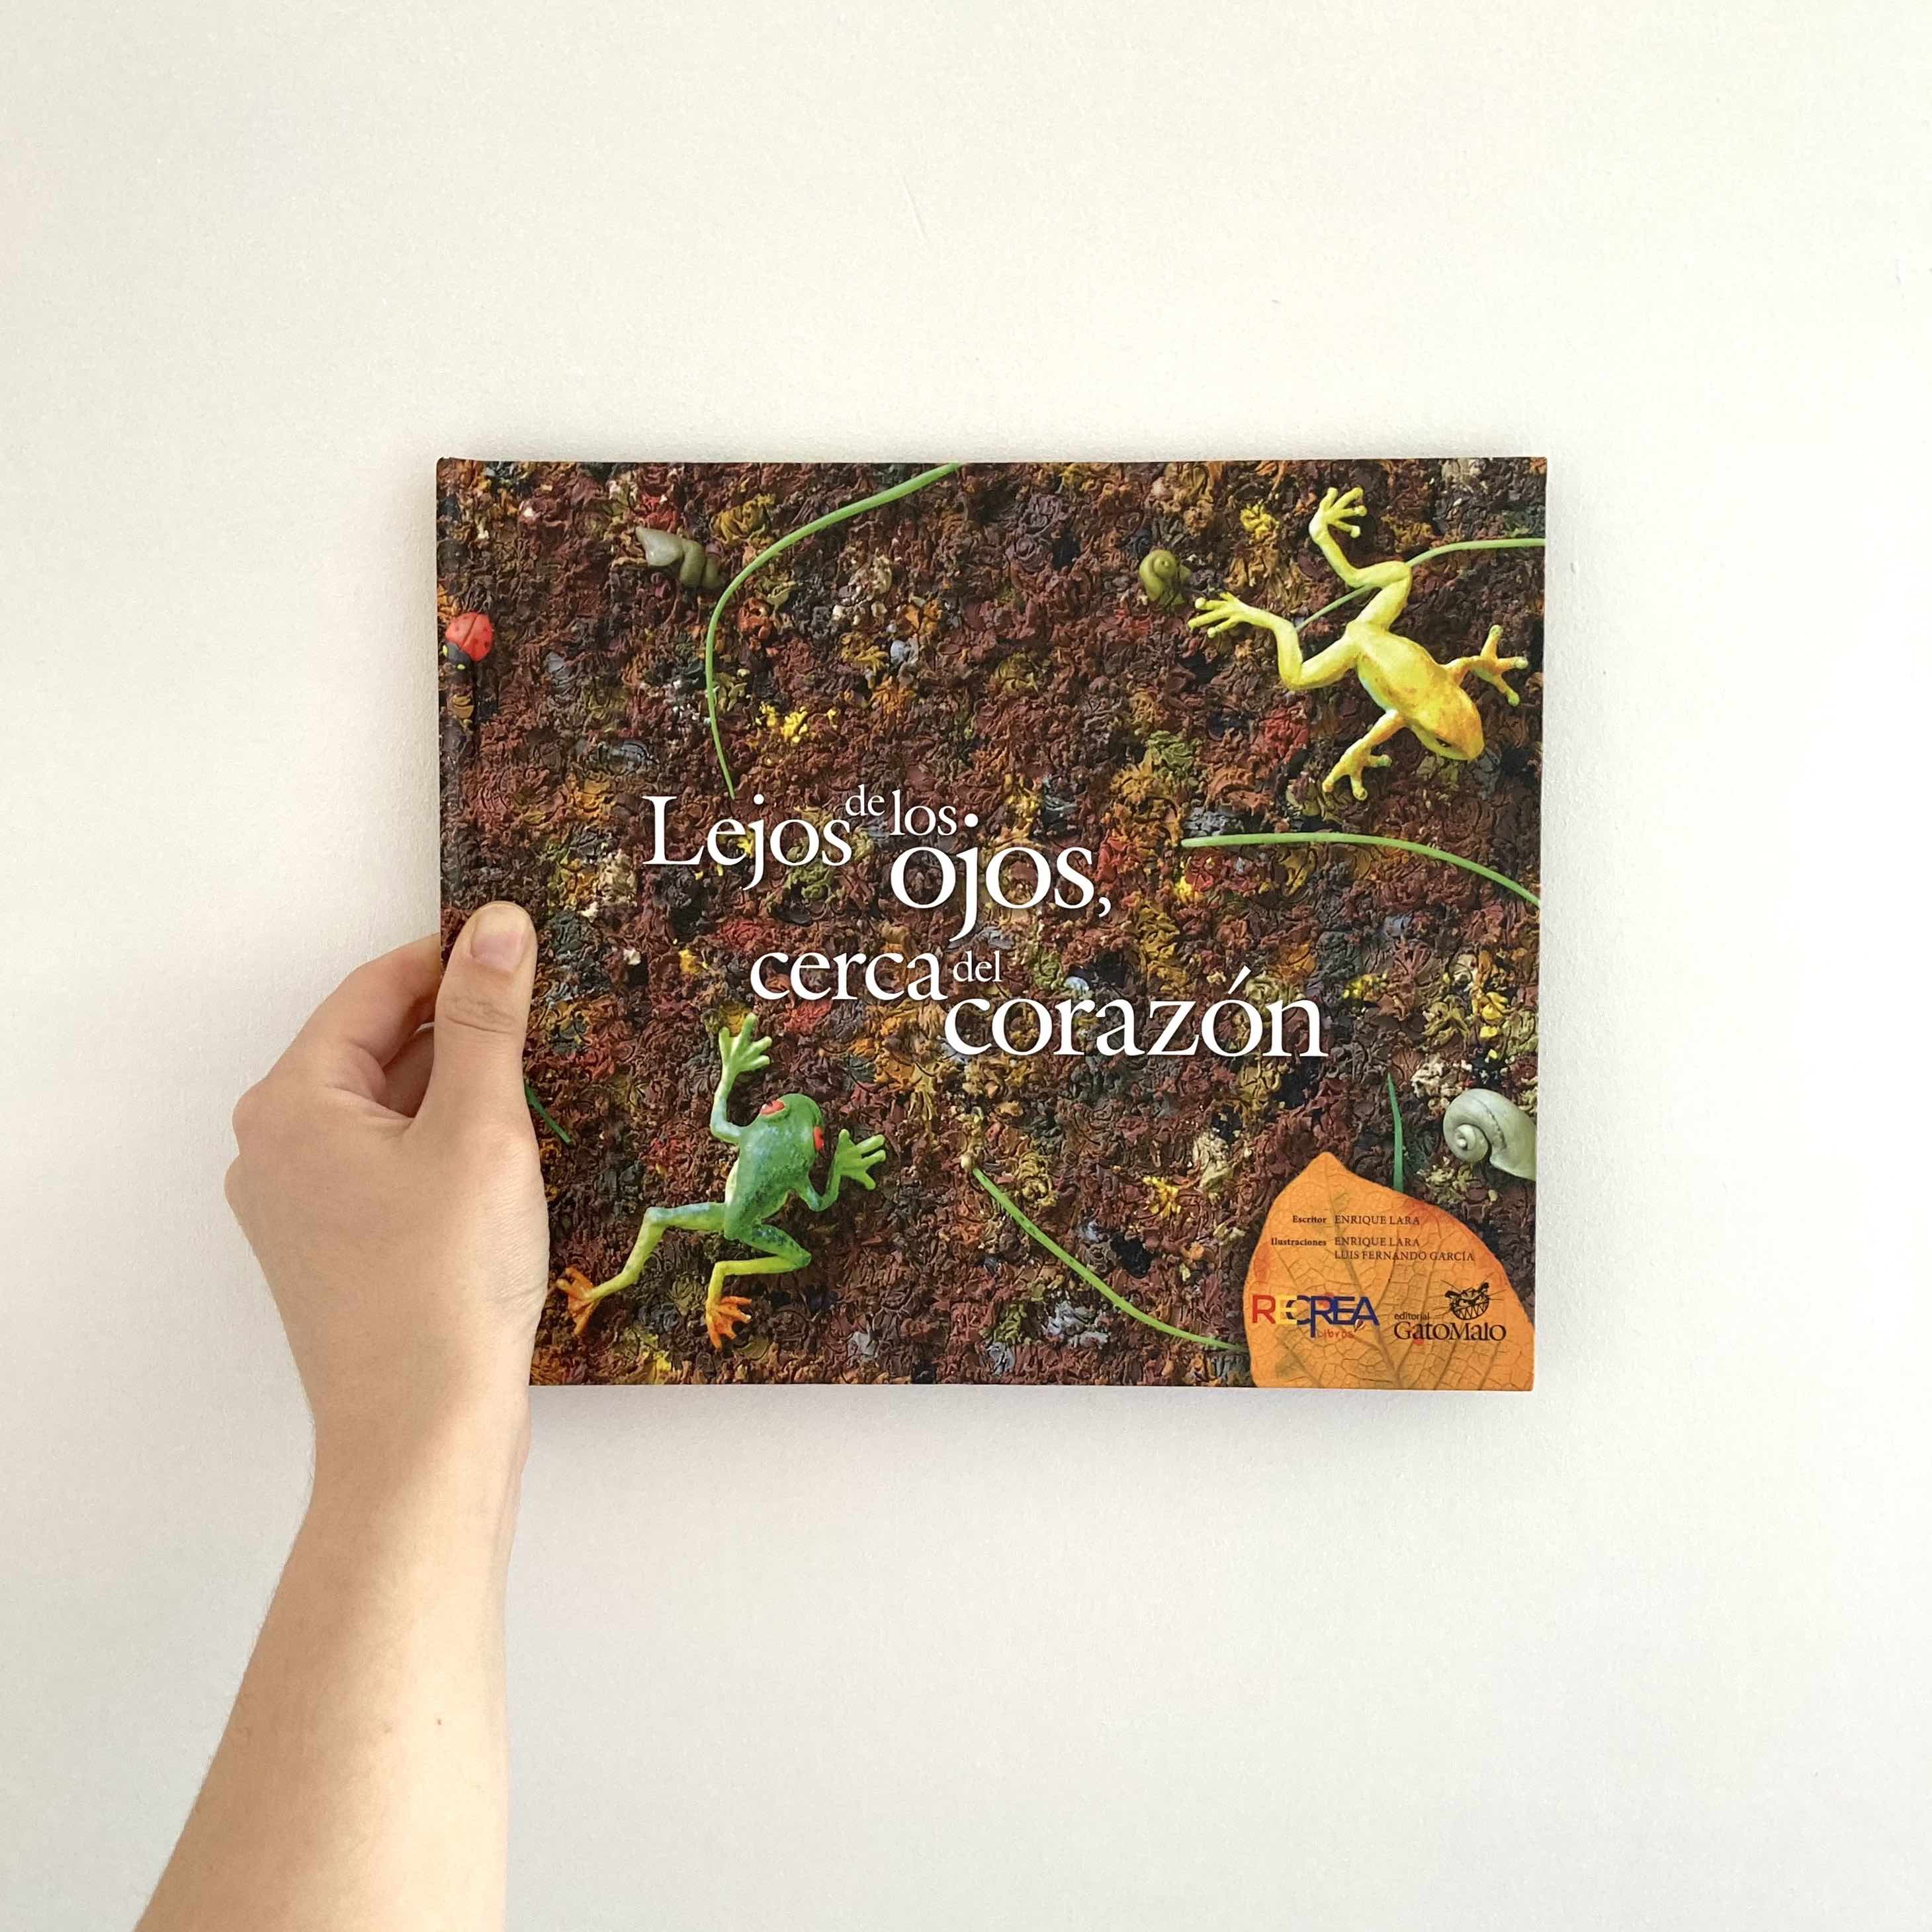 Lejos de los
ojos,
cerca del
corazón
Escritor ENRIQUE LARA
Ilustraciones ENRIQUE LARA
LUIS FERNANDO GARCÍA
RECREA
Libros
editorial
GatoMalo